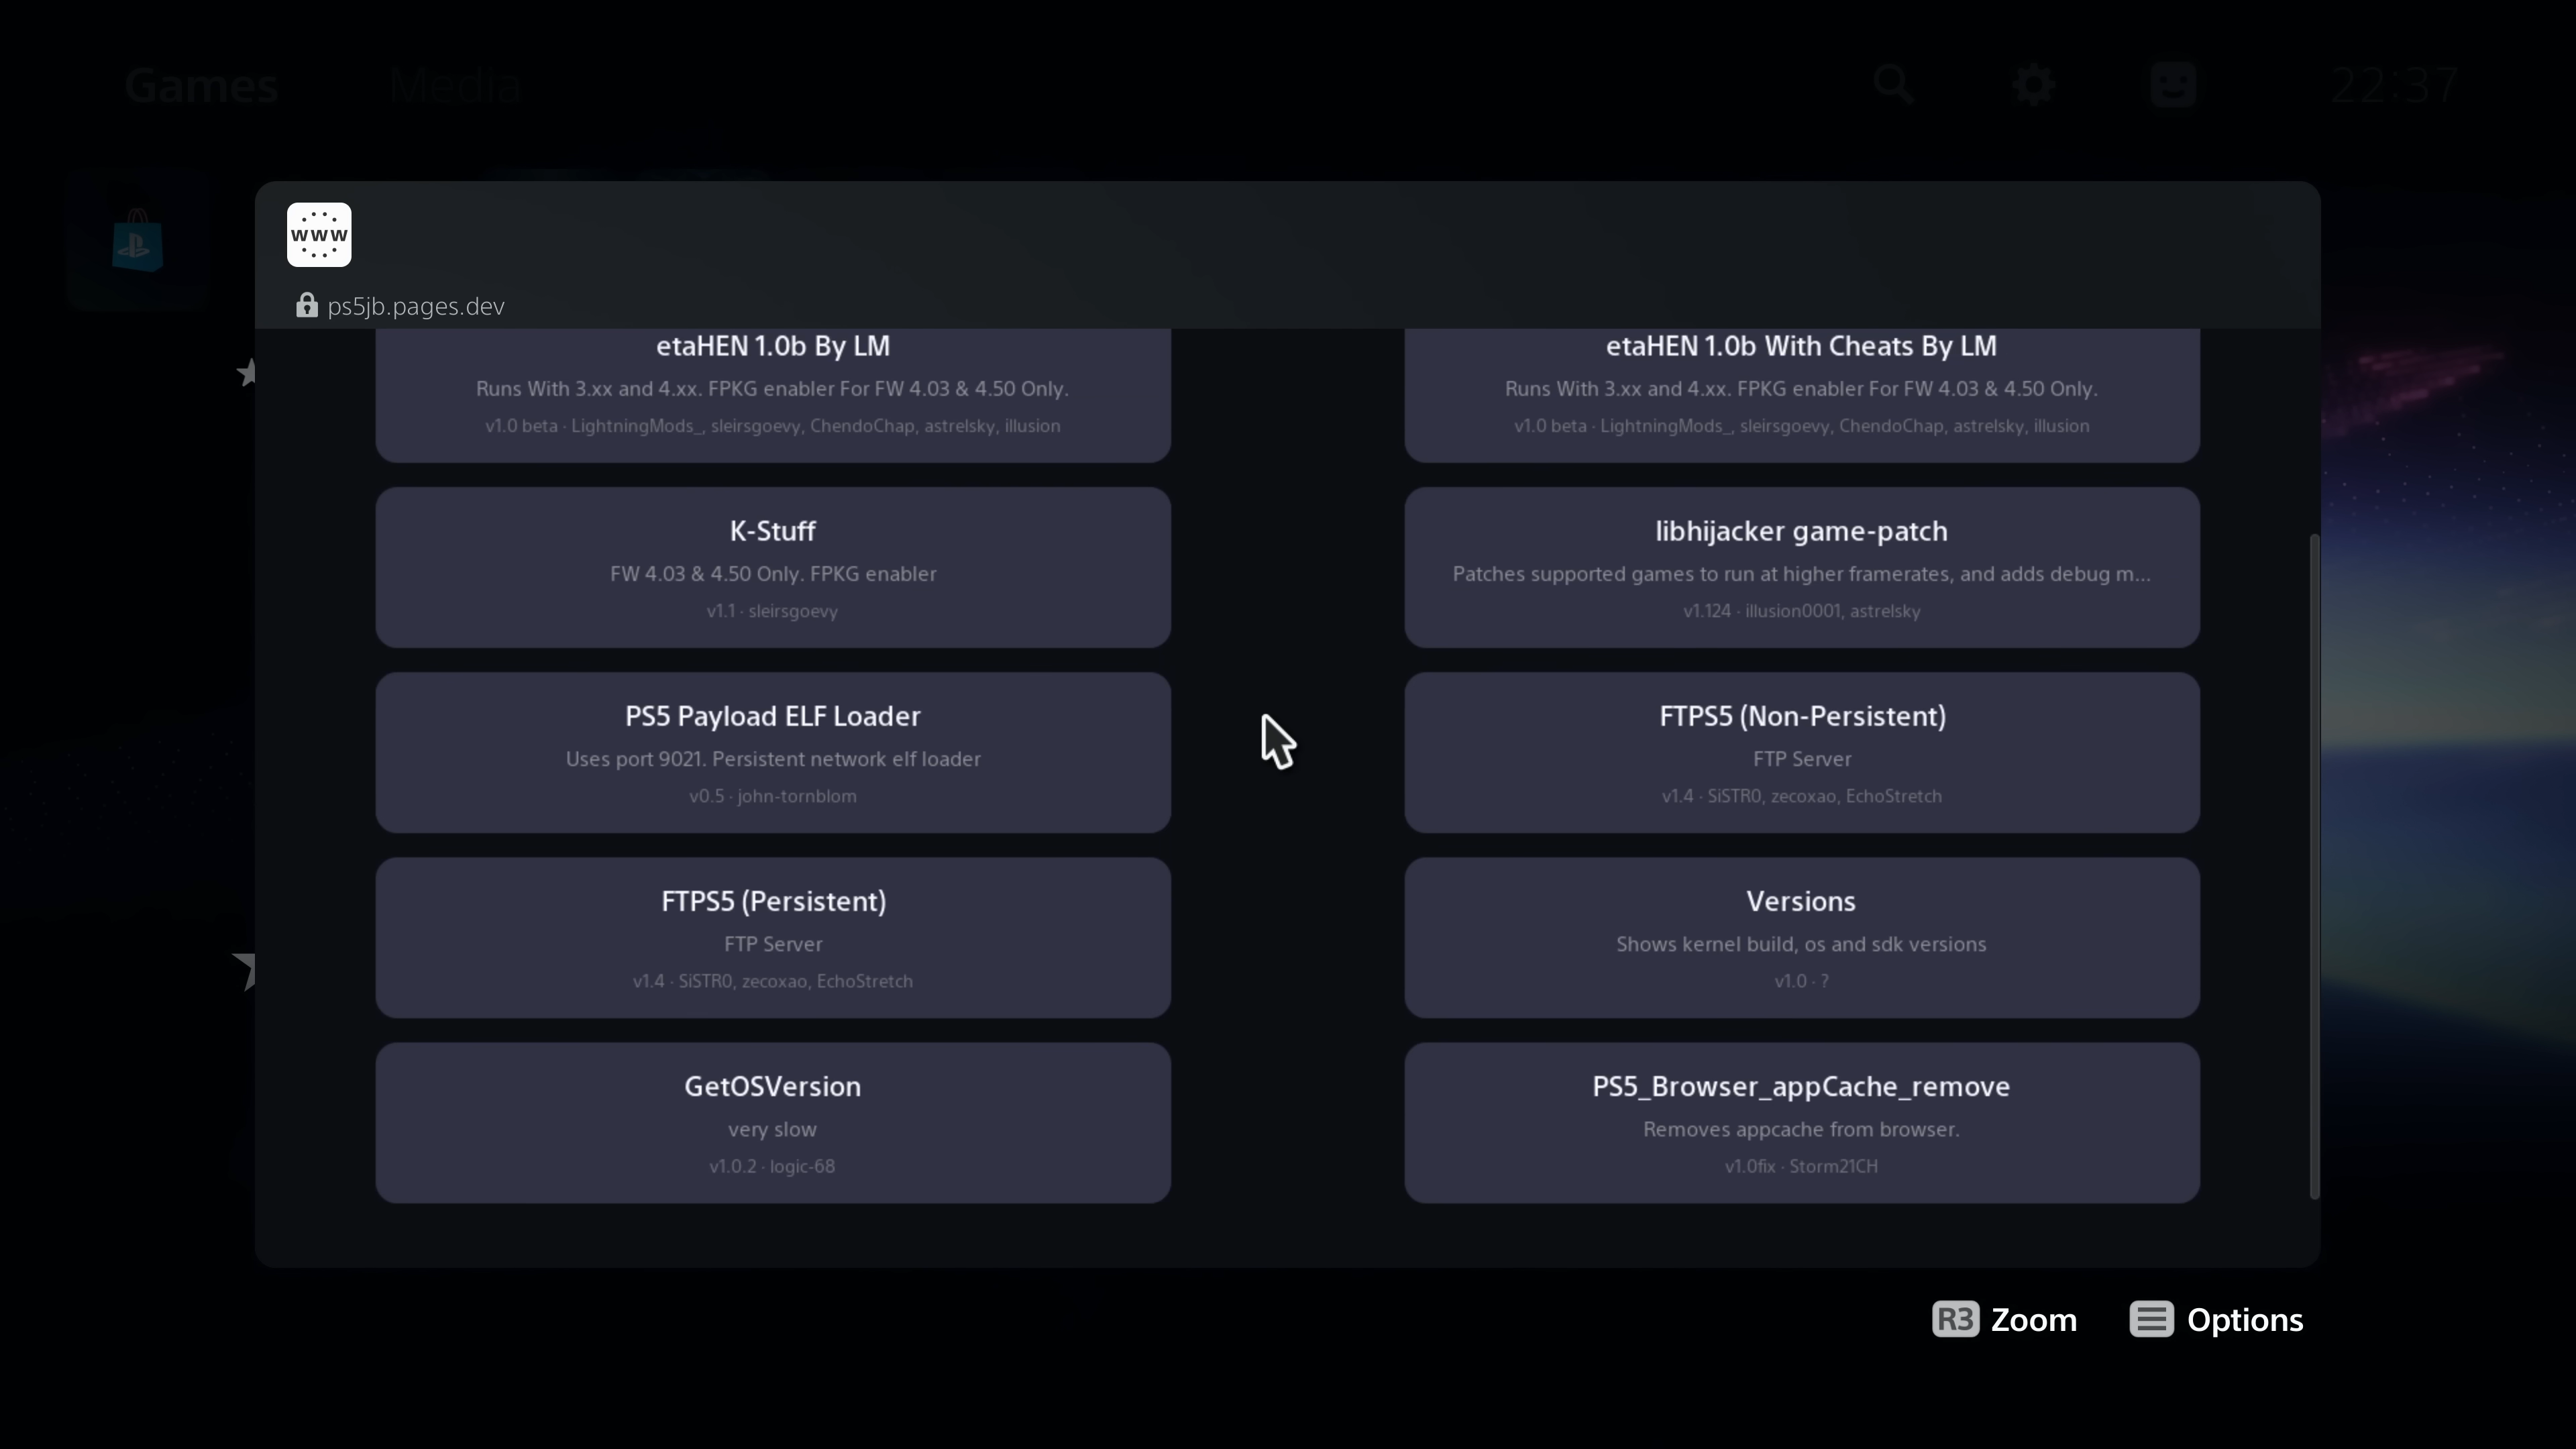 Games
Media
22:37
www
ps5jb.pages.dev
etaHEN 1.0b By LM
Runs With 3.xx and 4.xx. FPKG enabler For FW 4.03 & 4.50 Only.
v1.0 beta · LightningMods_, sleirsgoevy, ChendoChap, astrelsky, illusion
etaHEN 1.0b With Cheats By LM
Runs With 3.xx and 4.xx. FPKG enabler For FW 4.03 & 4.50 Only.
v1.0 beta · LightningMods_, sleirsgoevy, ChendoChap, astrelsky, illusion
K-Stuff
FW 4.03 & 4.50 Only. FPKG enabler
v1.1 · sleirsgoevy
libhijacker game-patch
Patches supported games to run at higher framerates, and adds debug m...
v1.124 · illusion0001, astrelsky
PS5 Payload ELF Loader
Uses port 9021. Persistent network elf loader
v0.5 · john-tornblom
FTPS5 (Non-Persistent)
FTP Server
v1.4 · SiSTR0, zecoxao, EchoStretch
FTPS5 (Persistent)
FTP Server
v1.4 · SiSTR0, zecoxao, EchoStretch
Versions
Shows kernel build, os and sdk versions
v1.0 · ?
GetOSVersion
very slow
v1.0.2 · logic-68
PS5_Browser_appCache_remove
Removes appcache from browser.
v1.0fix · Storm21CH
R3 Zoom
Options